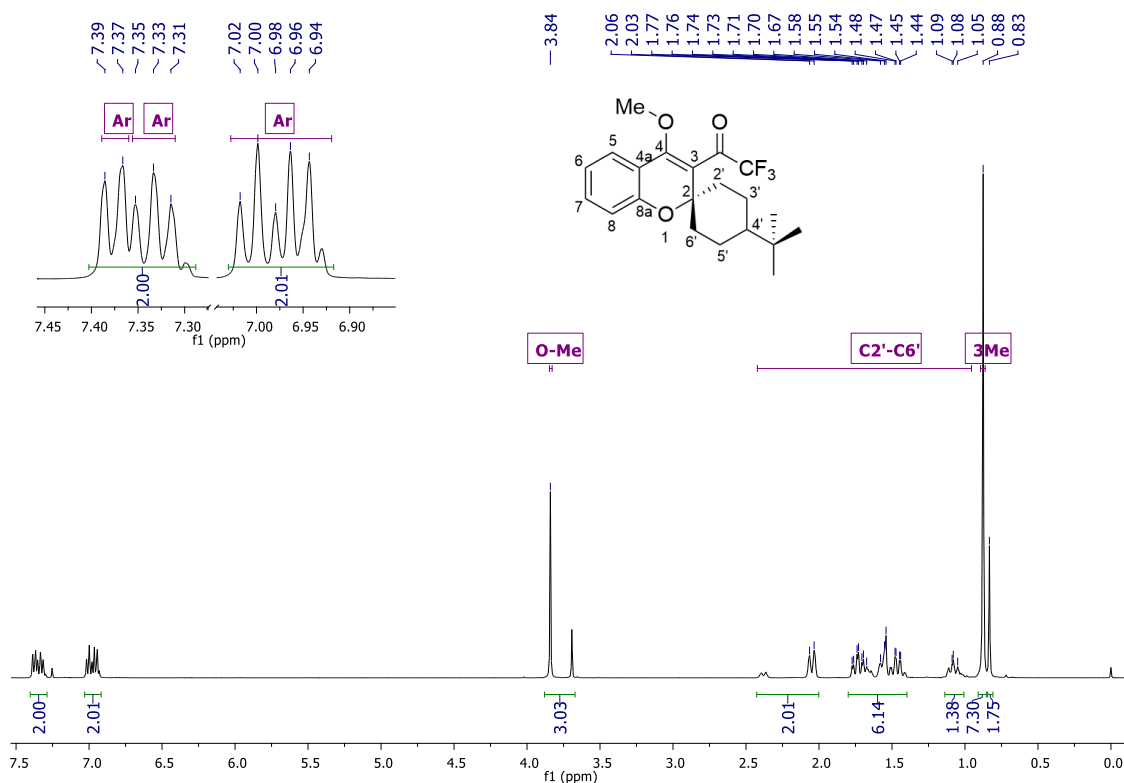 7.39 7.37 7.35 7.33 7.31 7.02 7.00 6.98 6.96 6.94 3.84 2.06 2.03 1.77 1.76 1.74 1.73 1.71 1.70 1.67 1.58 1.55 1.54 1.48 1.47 1.45 1.44 1.09 1.08 1.05 0.88 0.83
Ar Ar Ar
2.00 2.01
7.45 7.40 7.35 7.30 7.00 6.95 6.90
f1 (ppm)
Me
O O
5 4
6 4a 3 CF3
2' 3'
7 2
8a 4'
8 O
1 6'
5'
O-Me C2'-C6' 3Me
2.00 2.01 3.03 2.01 6.14 1.38 7.30 1.75
7.5 7.0 6.5 6.0 5.5 5.0 4.5 4.0 3.5 3.0 2.5 2.0 1.5 1.0 0.5 0.0
f1 (ppm)